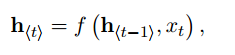 𝐡⟨t⟩ = f (𝐡⟨t−1⟩, xₜ) ,